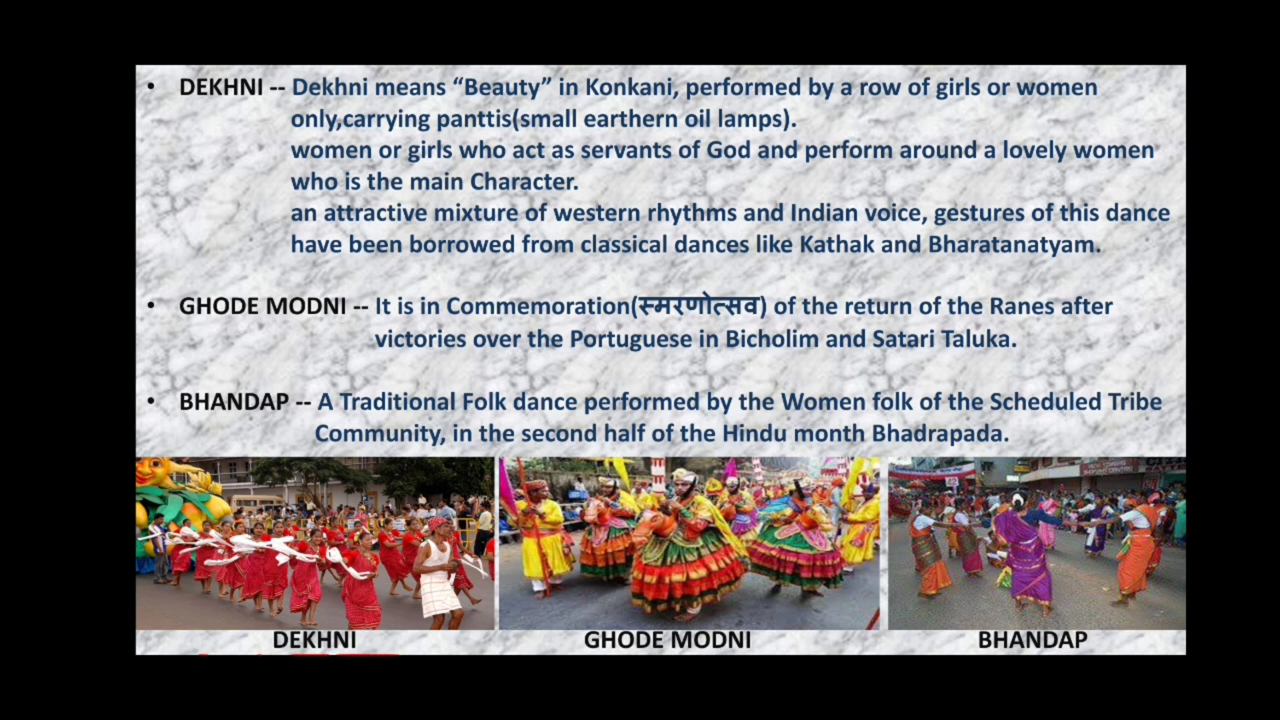 • DEKHNI -- Dekhni means “Beauty” in Konkani, performed by a row of girls or women
only,carrying panttis(small earthern oil lamps).
women or girls who act as servants of God and perform around a lovely women
who is the main Character.
an attractive mixture of western rhythms and Indian voice, gestures of this dance
have been borrowed from classical dances like Kathak and Bharatanatyam.
• GHODE MODNI -- It is in Commemoration(स्मरणोत्सव) of the return of the Ranes after
victories over the Portuguese in Bicholim and Satari Taluka.
• BHANDAP -- A Traditional Folk dance performed by the Women folk of the Scheduled Tribe
Community, in the second half of the Hindu month Bhadrapada.
DEKHNI
GHODE MODNI
BHANDAP